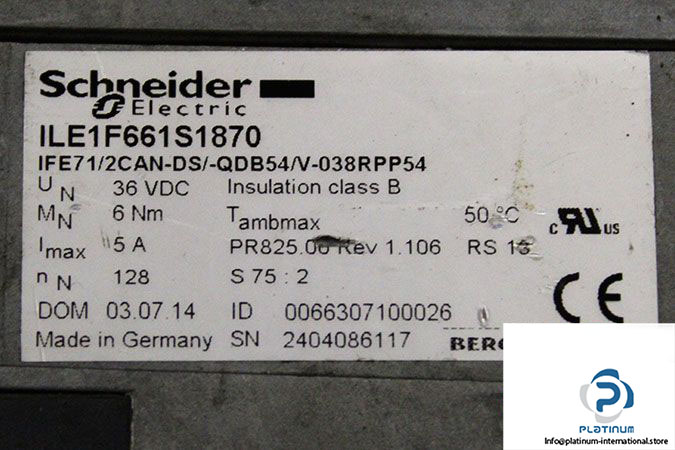 Schneider
Electric
ILE1F661S1870
IFE71/2CAN-DS/-QDB54/V-038RPP54
UN 36 VDC Insulation class B
MN 6 Nm Tambmax 50 °C
Imax 5 A PR825.00 Rev 1.106 RS 13
nN 128 S 75 : 2
c RU US
DOM 03.07.14 ID 0066307100026
CE
Made in Germany SN 2404086117
PLATINUM
Info@platinum-international.store